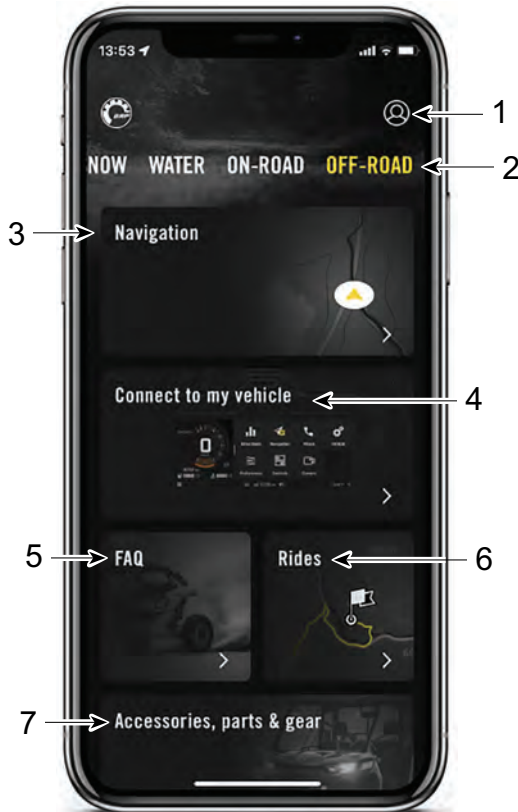 13:53
1
NOW WATER ON-ROAD OFF-ROAD
2
3
Navigation
Connect to my vehicle
4
0
5
FAQ
Rides
6
7
Accessories, parts & gear